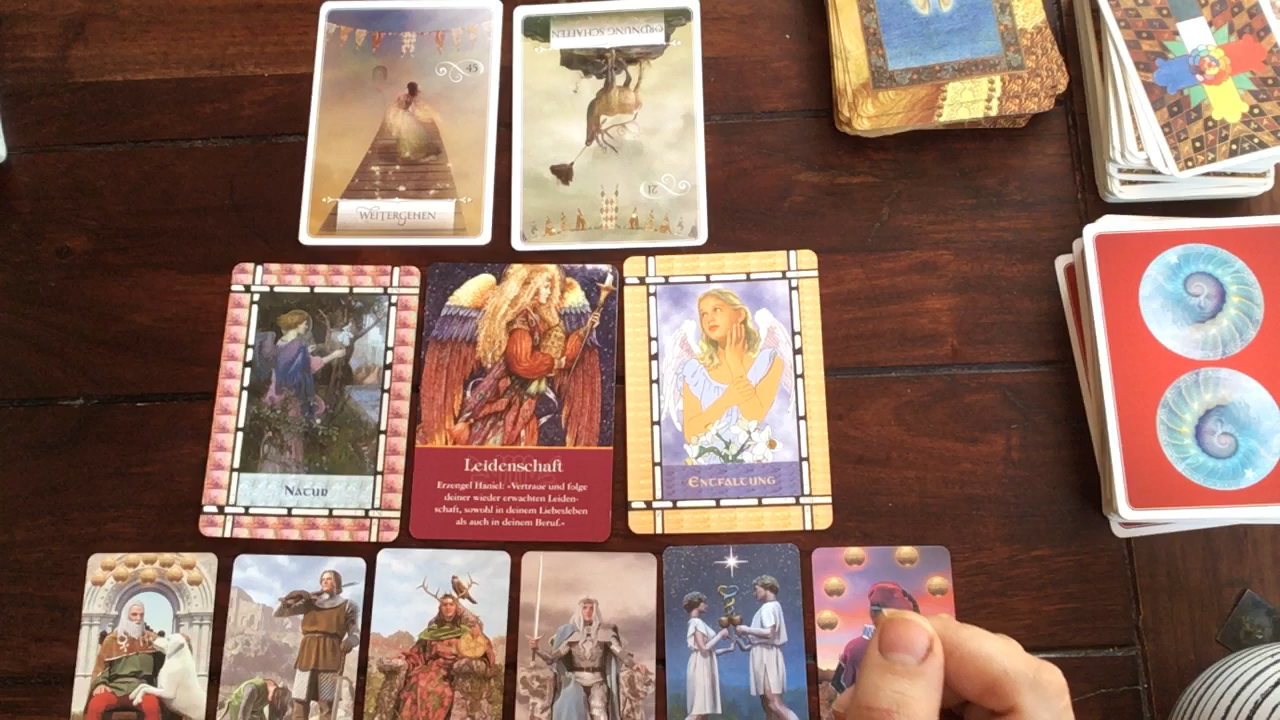 45
WEITERGEHEN
ORDNUNG SCHAFFEN
21
NATUR
Leidenschaft
Erzengel Haniel: »Vertraue und folge
deiner wieder erwachten Leiden-
schaft, sowohl in deinem Liebesleben
als auch in deinem Beruf.«
ENTFALTUNG